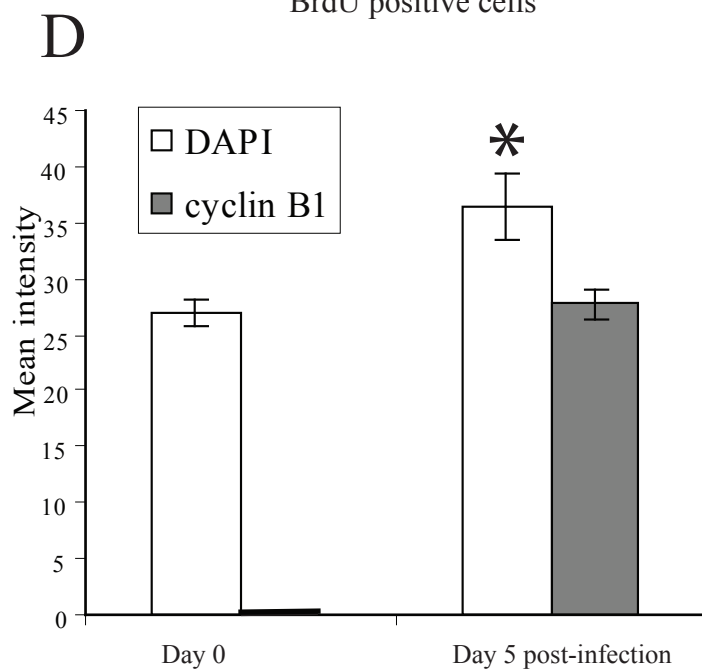 BrdU positive cells
D
DAPI
cyclin B1
*
Mean intensity
45
40
35
30
25
20
15
10
5
0
Day 0
Day 5 post-infection